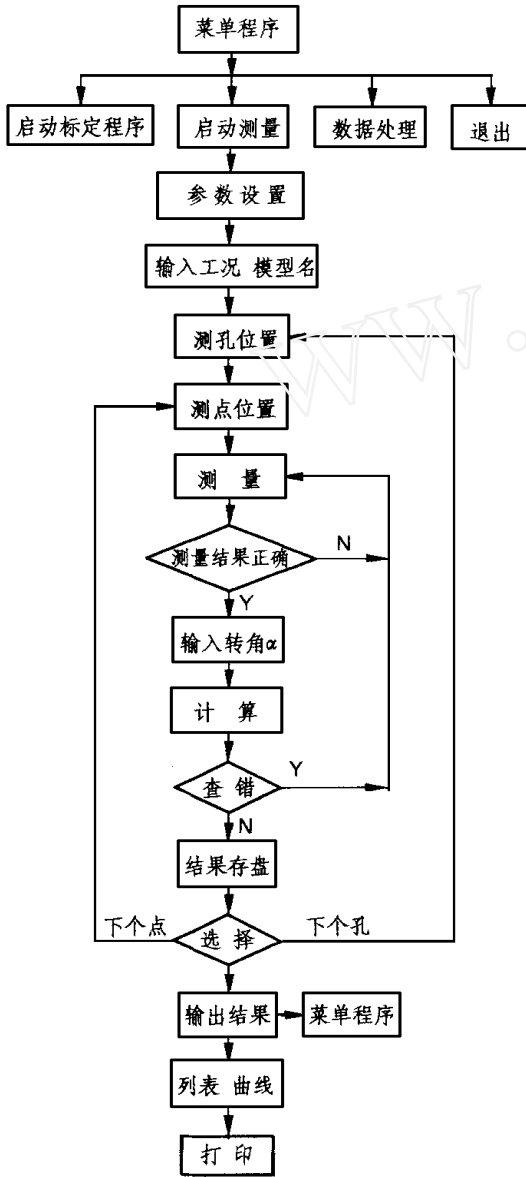 菜单程序
启动标定程序 启动测量 数据处理 退出
参数设置
输入工况 模型名
测孔位置
测点位置
测 量
测量结果正确 N
Y
输入转角α
计 算
查 错 Y
N
结果存盘
下个点 选 择 下个孔
输出结果 菜单程序
列表 曲线
打 印
www.